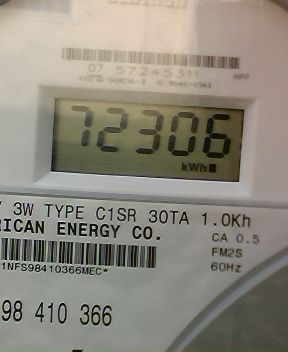 07 57245311
72306
kWh
3W TYPE C1SR 30TA 1.0Kh
RICAN ENERGY CO.
CA 0.5
FM2S
60Hz
1NFS98410366MEC*
98 410 366